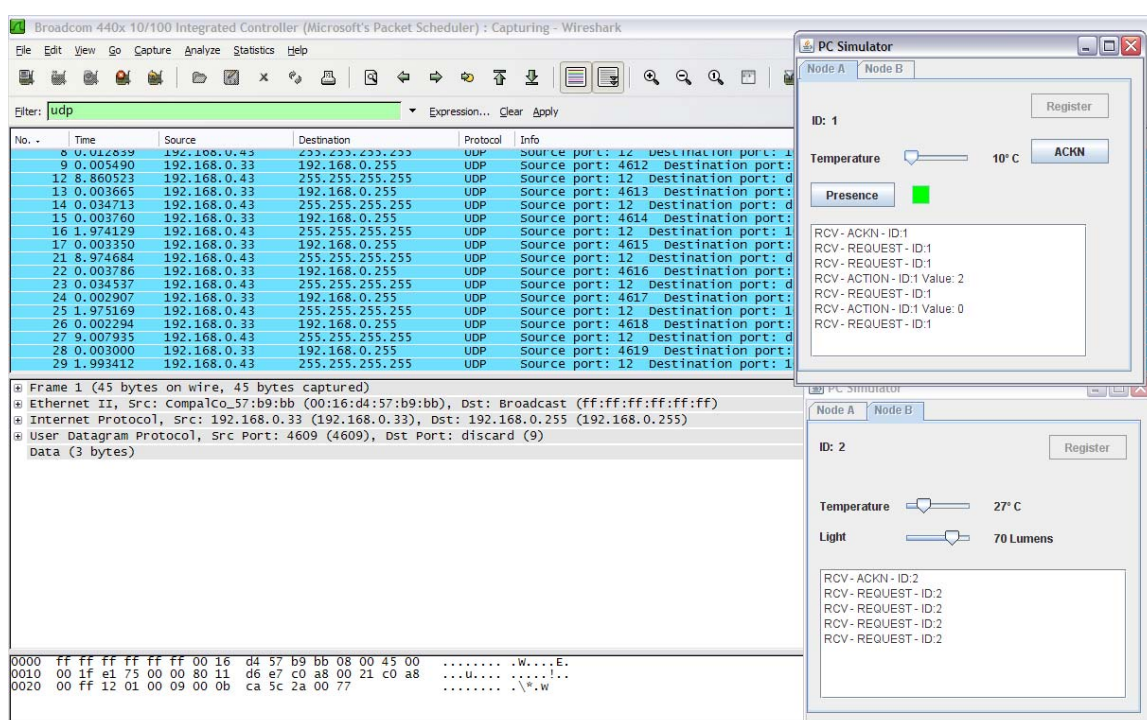 Broadcom 440x 10/100 Integrated Controller (Microsoft's Packet Scheduler) : Capturing - Wireshark
File Edit View Go Capture Analyze Statistics Help
Filter: udp Expression... Clear Apply
No. - Time Source Destination Protocol Info
8 0.012839 192.168.0.43 255.255.255.255 UDP Source port: 12 Destination port: 1
9 0.005490 192.168.0.33 192.168.0.255 UDP Source port: 4612 Destination port:
12 8.860523 192.168.0.43 255.255.255.255 UDP Source port: 12 Destination port: d
13 0.003665 192.168.0.33 192.168.0.255 UDP Source port: 4613 Destination port:
14 0.034713 192.168.0.43 255.255.255.255 UDP Source port: 12 Destination port: d
15 0.003760 192.168.0.33 192.168.0.255 UDP Source port: 4614 Destination port:
16 1.974129 192.168.0.43 255.255.255.255 UDP Source port: 12 Destination port: 1
17 0.003350 192.168.0.33 192.168.0.255 UDP Source port: 4615 Destination port:
21 8.974684 192.168.0.43 255.255.255.255 UDP Source port: 12 Destination port: d
22 0.003786 192.168.0.33 192.168.0.255 UDP Source port: 4616 Destination port:
23 0.034537 192.168.0.43 255.255.255.255 UDP Source port: 12 Destination port: d
24 0.002907 192.168.0.33 192.168.0.255 UDP Source port: 4617 Destination port:
25 1.975169 192.168.0.43 255.255.255.255 UDP Source port: 12 Destination port: 1
26 0.002294 192.168.0.33 192.168.0.255 UDP Source port: 4618 Destination port:
27 9.007935 192.168.0.43 255.255.255.255 UDP Source port: 12 Destination port: d
28 0.003000 192.168.0.33 192.168.0.255 UDP Source port: 4619 Destination port:
29 1.993412 192.168.0.43 255.255.255.255 UDP Source port: 12 Destination port: 1
Frame 1 (45 bytes on wire, 45 bytes captured)
Ethernet II, Src: CompalCo_57:b9:bb (00:16:d4:57:b9:bb), Dst: Broadcast (ff:ff:ff:ff:ff:ff)
Internet Protocol, Src: 192.168.0.33 (192.168.0.33), Dst: 192.168.0.255 (192.168.0.255)
User Datagram Protocol, Src Port: 4609 (4609), Dst Port: discard (9)
Data (3 bytes)
0000 ff ff ff ff ff ff 00 16 d4 57 b9 bb 08 00 45 00 ........ .W....E.
0010 00 1f e1 75 00 00 80 11 d6 e7 c0 a8 00 21 c0 a8 ...u.... .....!..
0020 00 ff 12 01 00 09 00 0b ca 5c 2a 00 77 ........ .\*.w
PC Simulator
Node A Node B
ID: 1
Register
Temperature 10° C ACKN
Presence
RCV - ACKN - ID:1
RCV - REQUEST - ID:1
RCV - REQUEST - ID:1
RCV - ACTION - ID:1 Value: 2
RCV - REQUEST - ID:1
RCV - ACTION - ID:1 Value: 0
RCV - REQUEST - ID:1
PC Simulator
Node A Node B
ID: 2
Register
Temperature 27° C
Light 70 Lumens
RCV - ACKN - ID:2
RCV - REQUEST - ID:2
RCV - REQUEST - ID:2
RCV - REQUEST - ID:2
RCV - REQUEST - ID:2